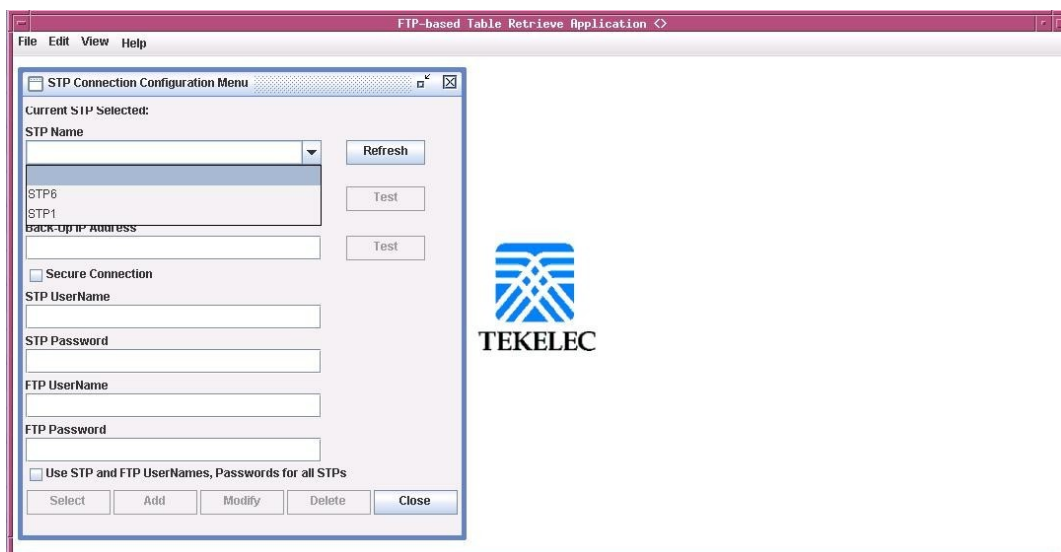 FTP-based Table Retrieve Application <>
File Edit View Help
STP Connection Configuration Menu
Current STP Selected:
STP Name
Refresh
STP6
Test
STP1
Back-Up IP Address
Test
Secure Connection
STP UserName
STP Password
FTP UserName
FTP Password
Use STP and FTP UserNames, Passwords for all STPs
Select Add Modify Delete Close
TEKELEC